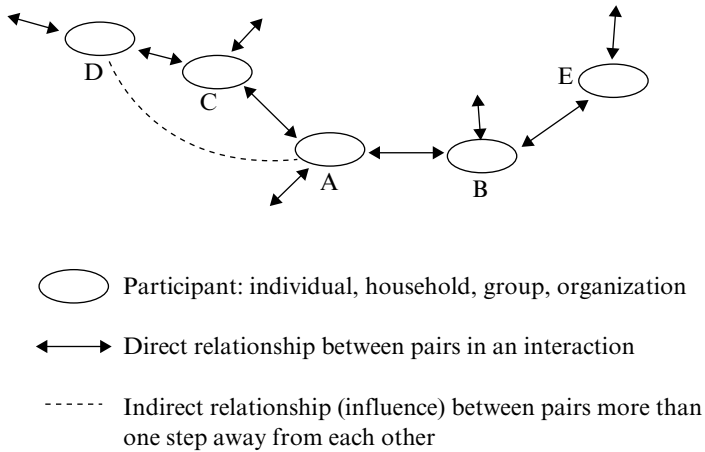 D
C
E
A
B
Participant: individual, household, group, organization
Direct relationship between pairs in an interaction
Indirect relationship (influence) between pairs more than
one step away from each other